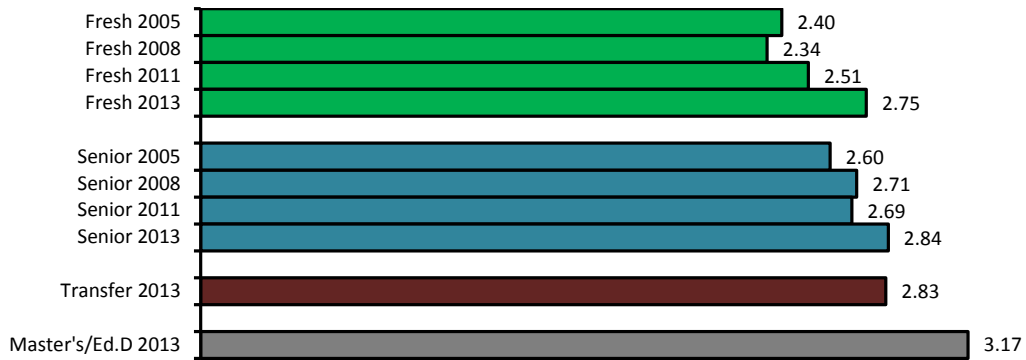 Fresh 2005 2.40
Fresh 2008 2.34
Fresh 2011 2.51
Fresh 2013 2.75
Senior 2005 2.60
Senior 2008 2.71
Senior 2011 2.69
Senior 2013 2.84
Transfer 2013 2.83
Master's/Ed.D 2013 3.17